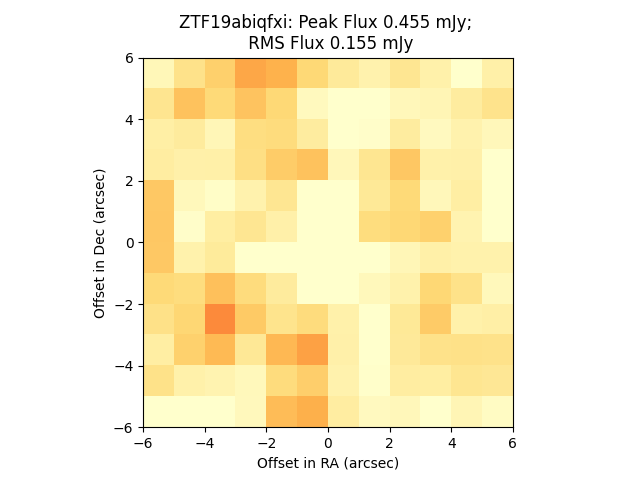 ZTF19abiqfxi: Peak Flux 0.455 mJy;
RMS Flux 0.155 mJy
6
4
2
0
−2
−4
−6
Offset in Dec (arcsec)
−6 −4 −2 0 2 4 6
Offset in RA (arcsec)